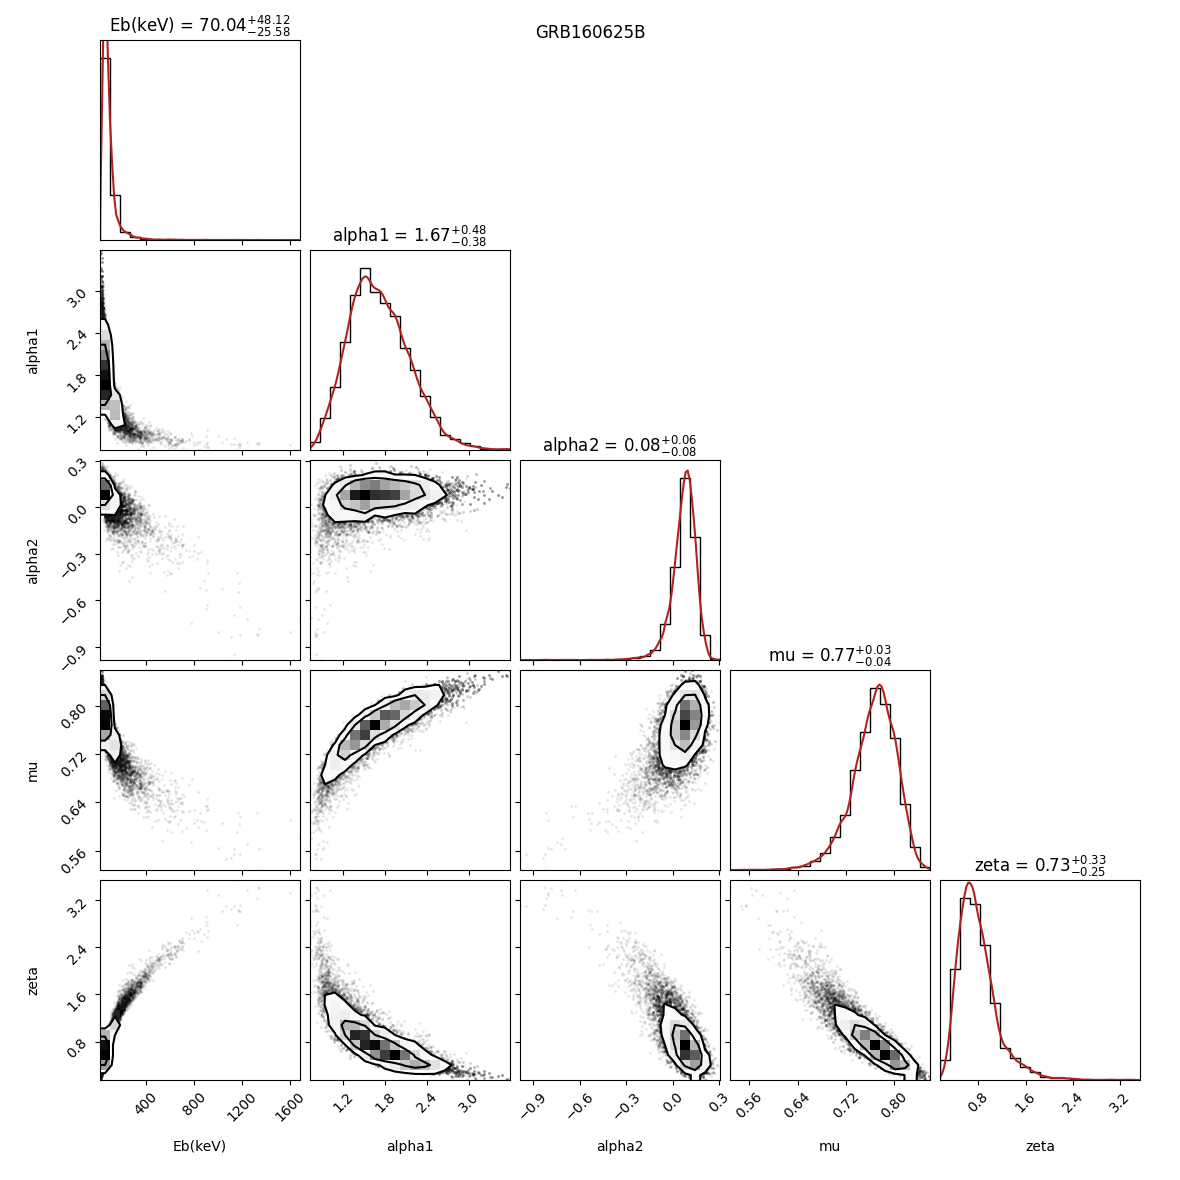 GRB160625B
Eb(keV) = 70.04+48.12−25.58
alpha1 = 1.67+0.48−0.38
3.0
2.4
1.8
1.2
alpha1
alpha2 = 0.08+0.06−0.08
0.3
0.0
−0.3
−0.6
−0.9
alpha2
mu = 0.77+0.03−0.04
0.80
0.72
0.64
0.56
mu
zeta = 0.73+0.33−0.25
3.2
2.4
1.6
0.8
zeta
400 800 1200 1600
1.2 1.8 2.4 3.0
−0.9 −0.6 −0.3 0.0 0.3
0.56 0.64 0.72 0.80
0.8 1.6 2.4 3.2
Eb(keV) alpha1 alpha2 mu zeta